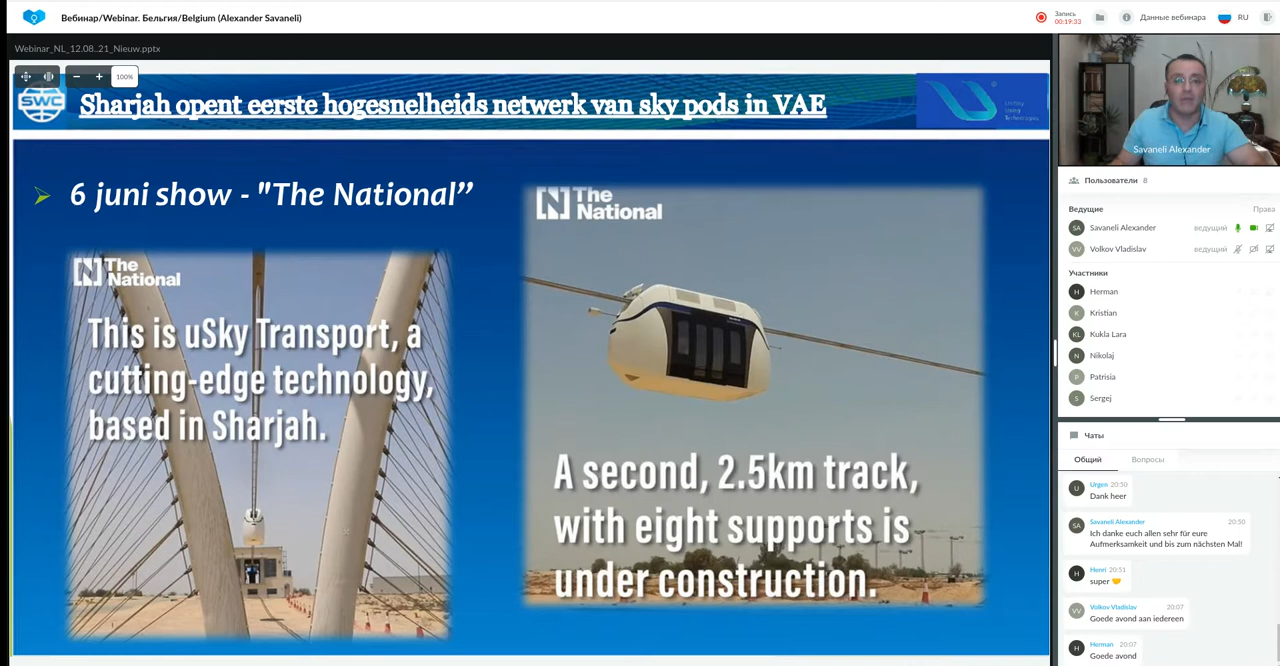 Вебинар/Webinar. Бельгия/Belgium (Alexander Savaneli)
Запись
00:19:33
Данные вебинара
RU
Webinar_NL_12.08..21_Nieuw.pptx
100%
SWC
Sharjah opent eerste hogesnelheids netwerk van sky pods in VAE
6 juni show - "The National”
The
National
This is uSky Transport, a
cutting-edge technology,
based in Sharjah.
The
National
A second, 2.5km track,
with eight supports is
under construction.
Savaneli Alexander
Пользователи 8
Ведущие Права
SA Savaneli Alexander ведущий
VV Volkov Vladislav ведущий
Участники
H Herman
K Kristian
KL Kukla Lara
N Nikolaj
P Patrisia
S Sergej
Чаты
Общий Вопросы
U Urgen 20:50
Dank heer
SA Savaneli Alexander 20:50
Ich danke euch allen sehr für eure
Aufmerksamkeit und bis zum nächsten Mal!
H Henri 20:51
super 🤝
VV Volkov Vladislav 20:07
Goede avond aan iedereen
H Herman 20:07
Goede avond